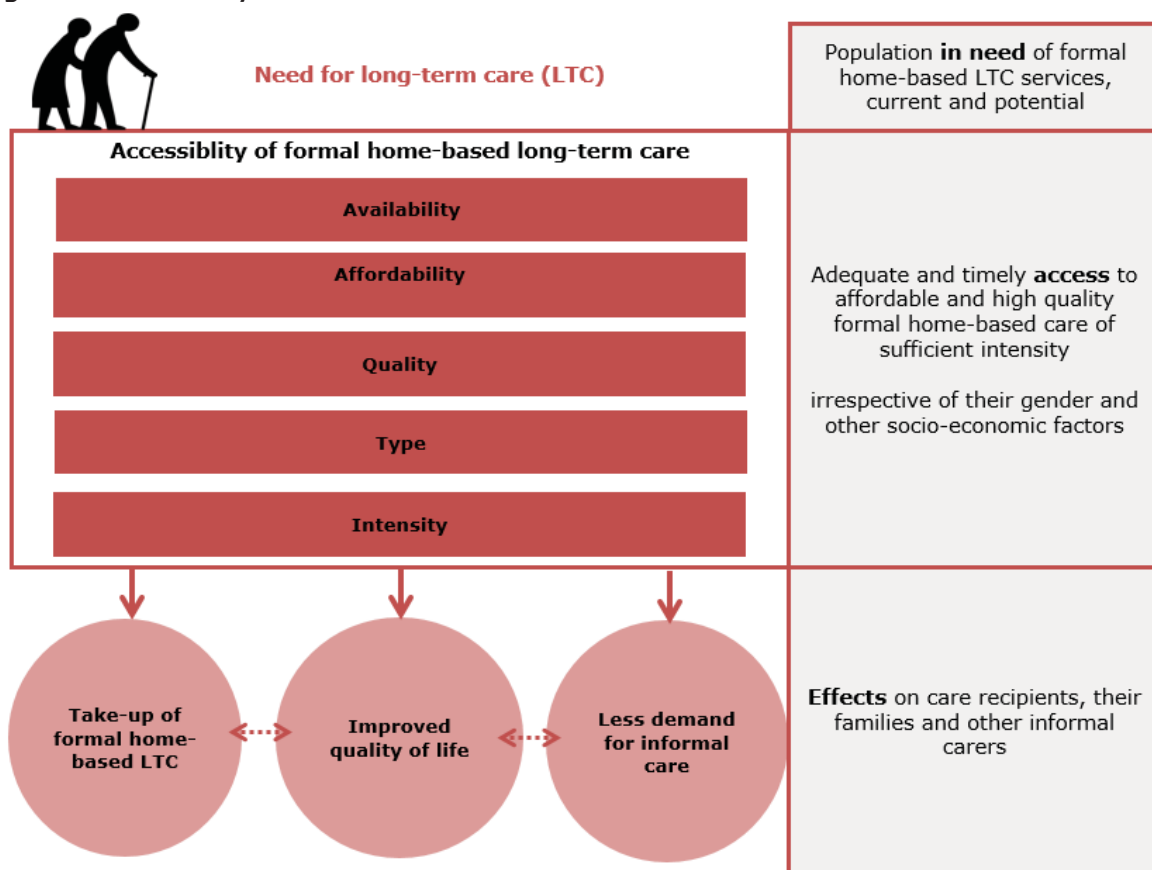 Need for long-term care (LTC)
Population in need of formal
home-based LTC services,
current and potential
Accessiblity of formal home-based long-term care
Availability
Affordability
Quality
Type
Intensity
Adequate and timely access to
affordable and high quality
formal home-based care of
sufficient intensity
irrespective of their gender and
other socio-economic factors
Take-up of
formal home-
based LTC
Improved
quality of life
Less demand
for informal
care
Effects on care recipients, their
families and other informal
carers